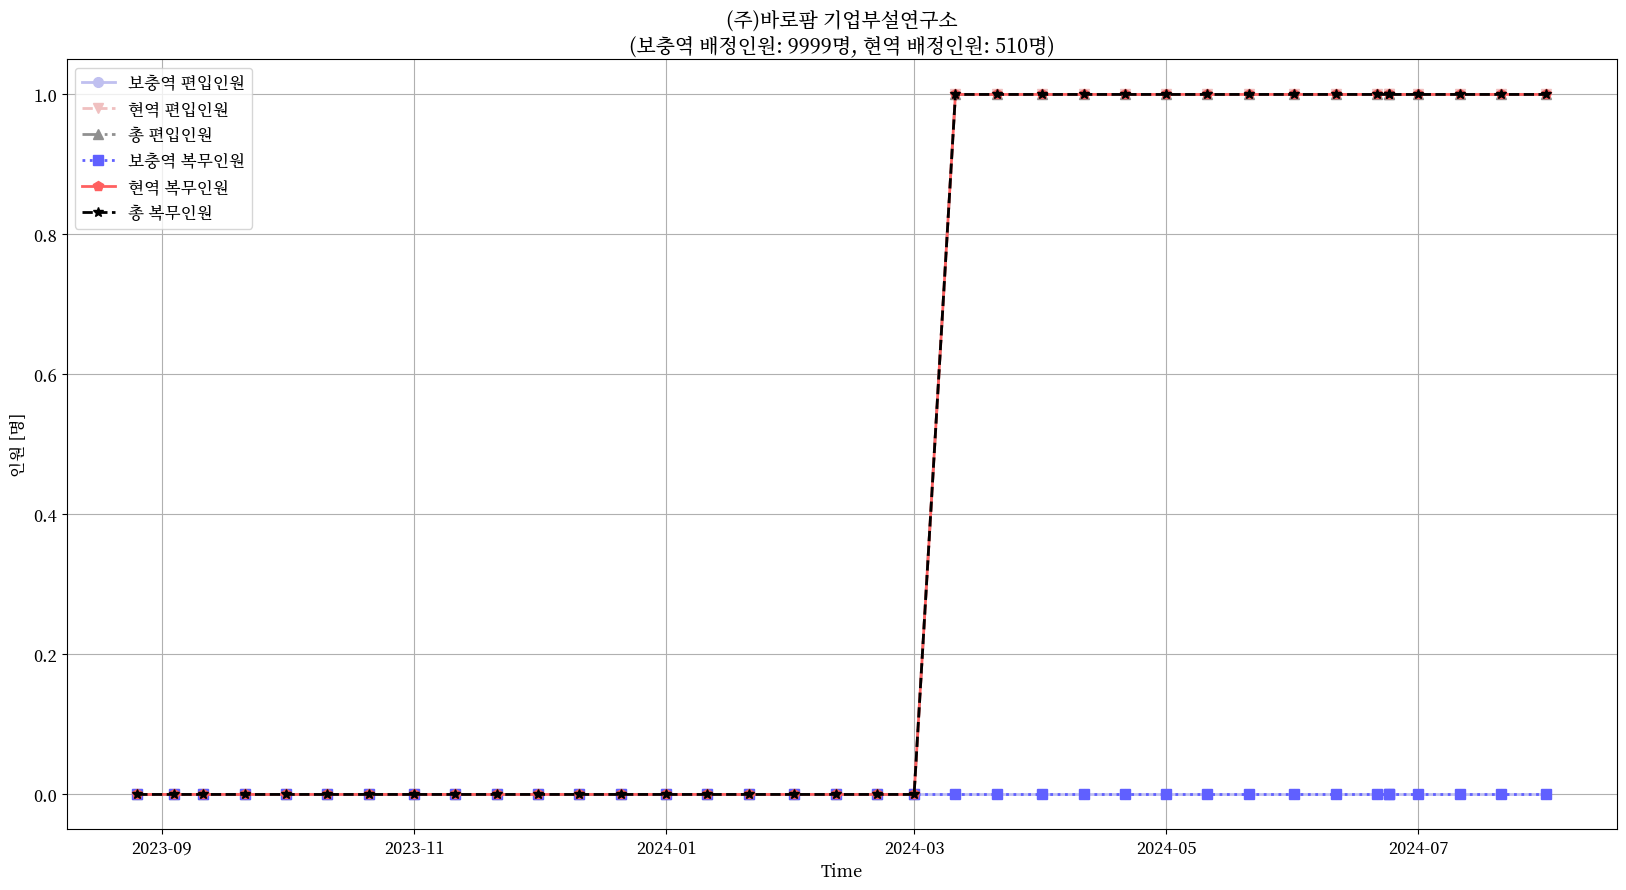 (주)바로팜 기업부설연구소
(보충역 배정인원: 9999명, 현역 배정인원: 510명)
보충역 편입인원
현역 편입인원
총 편입인원
보충역 복무인원
현역 복무인원
총 복무인원
인원 [명]
1.0
0.8
0.6
0.4
0.2
0.0
2023-09
2023-11
2024-01
2024-03
2024-05
2024-07
Time